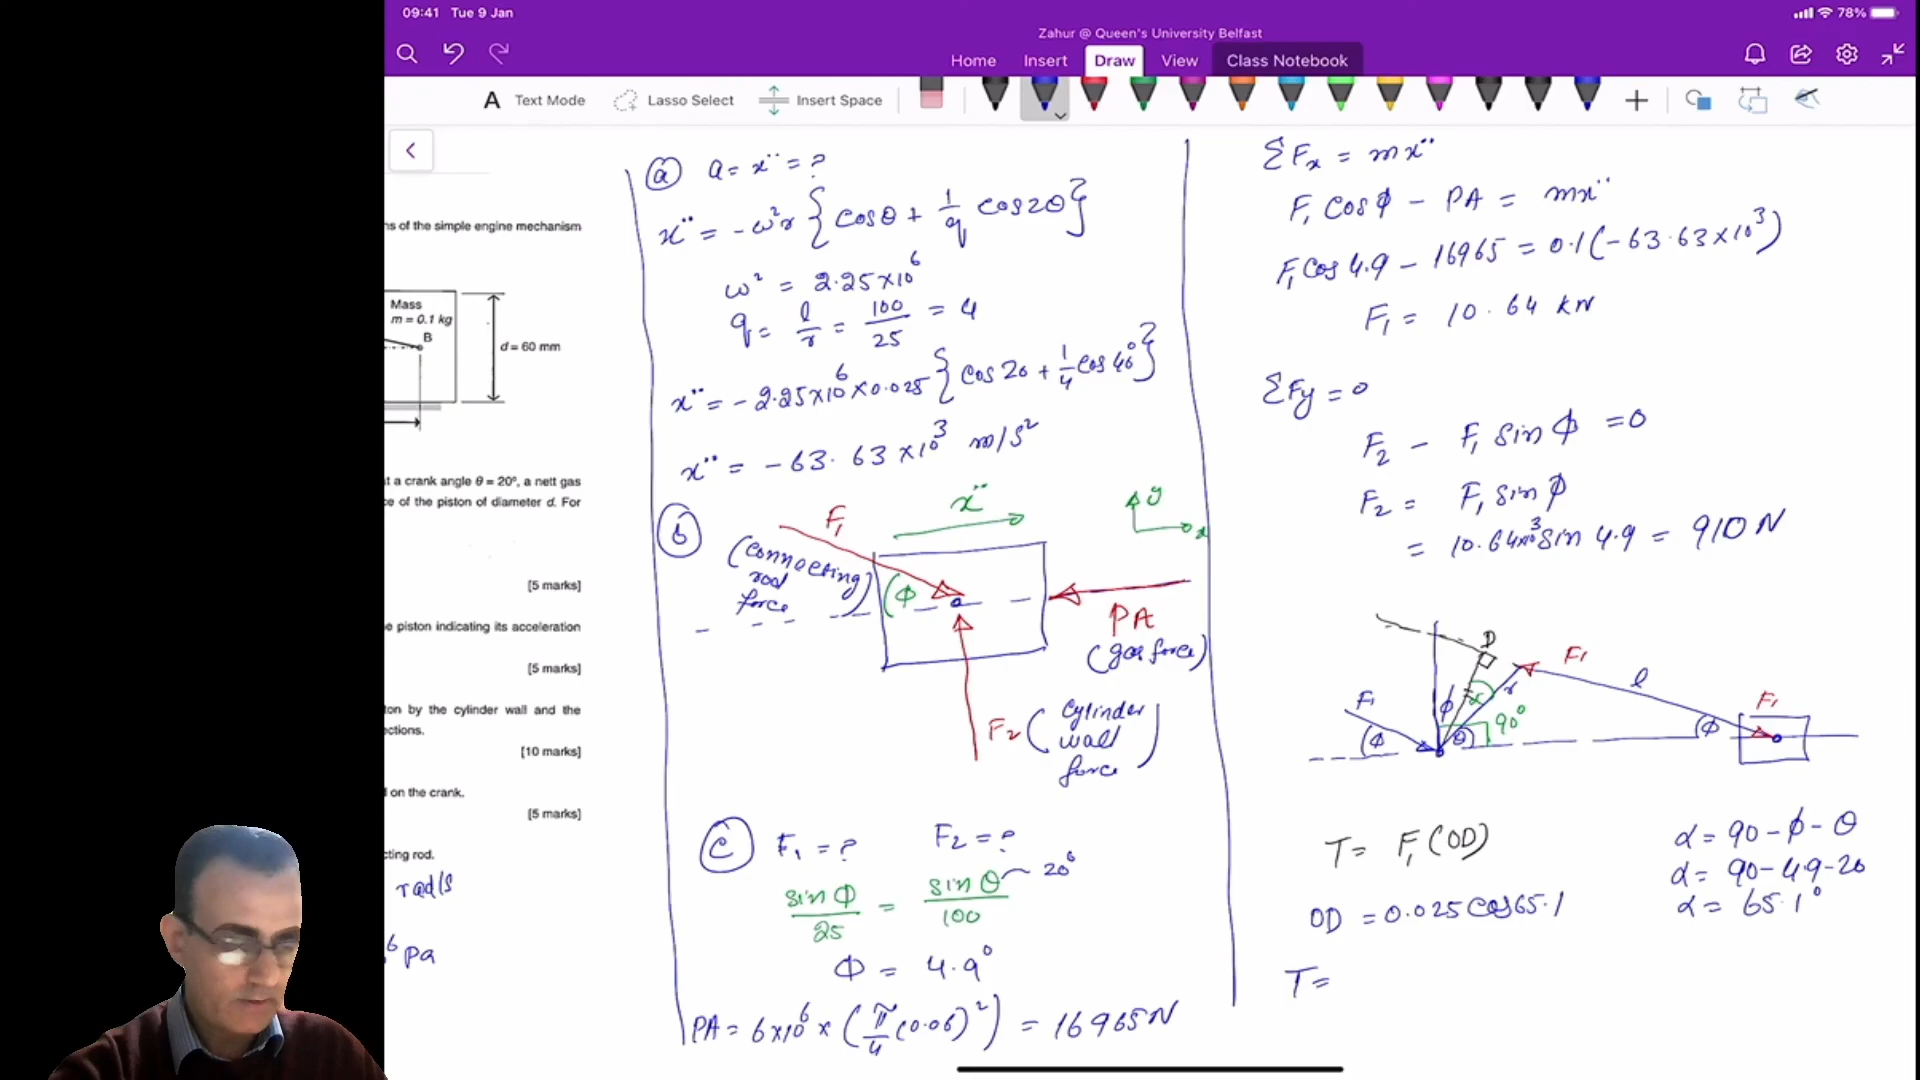 09:41 Tue 9 Jan
78%
Zahur @ Queen's University Belfast
Home Insert Draw View Class Notebook
A Text Mode Lasso Select Insert Space
ns of the simple engine mechanism
Mass
m = 0.1 kg
B
d = 60 mm
t a crank angle θ = 20°, a nett gas
e of the piston of diameter d. For
[5 marks]
e piston indicating its acceleration
[5 marks]
ton by the cylinder wall and the
ctions.
[10 marks]
on the crank.
[5 marks]
cting rod.
rad/s
6 Pa
(a) a = x¨ = ?
x¨ = -ω²r {cosθ + 1/q cos2θ}
ω² = 2.25×10⁶
q = l/r = 100/25 = 4
x¨ = -2.25×10⁶×0.025 {cos 20 + 1/4 cos 40°}
x¨ = -63.63×10³ m/s²
(b) F₁
x¨
y
x
(connecting
rod
force)
φ
PA
(gas force)
F₂ (cylinder
wall
force)
(c) F₁ = ? F₂ = ?
sin φ/25 = sin θ/100 20°
φ = 4.9°
PA = 6×10⁶ × (π/4 (0.06)²) = 16965N
ΣFx = mx¨
F₁ cosφ - PA = mx¨
F₁ cos 4.9 - 16965 = 0.1(-63.63×10³)
F₁ = 10.64 kN
ΣFy = 0
F₂ - F₁ sin φ = 0
F₂ = F₁ sin φ
= 10.64×10³ sin 4.9 = 910 N
D
F₁
l
F₁ φ α r 90° F₁
φ θ φ
T = F₁(OD)
OD = 0.025 cos65.1
T =
α = 90 - φ - θ
α = 90 - 4.9 - 20
α = 65.1°